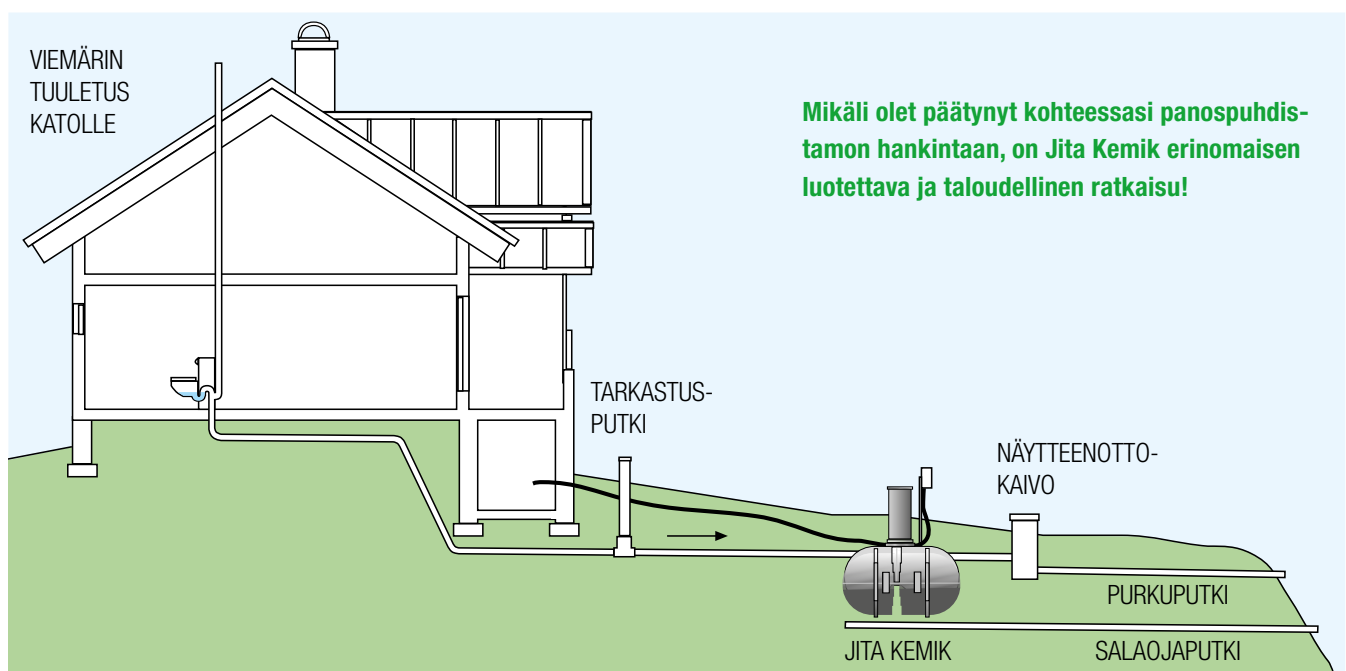 VIEMÄRIN
TUULETUS
KATOLLE
Mikäli olet päätynyt kohteessasi panospuhdis-
tamon hankintaan, on Jita Kemik erinomaisen
luotettava ja taloudellinen ratkaisu!
TARKASTUS-
PUTKI
NÄYTTEENOTTO-
KAIVO
PURKUPUTKI
JITA KEMIK
SALAOJAPUTKI